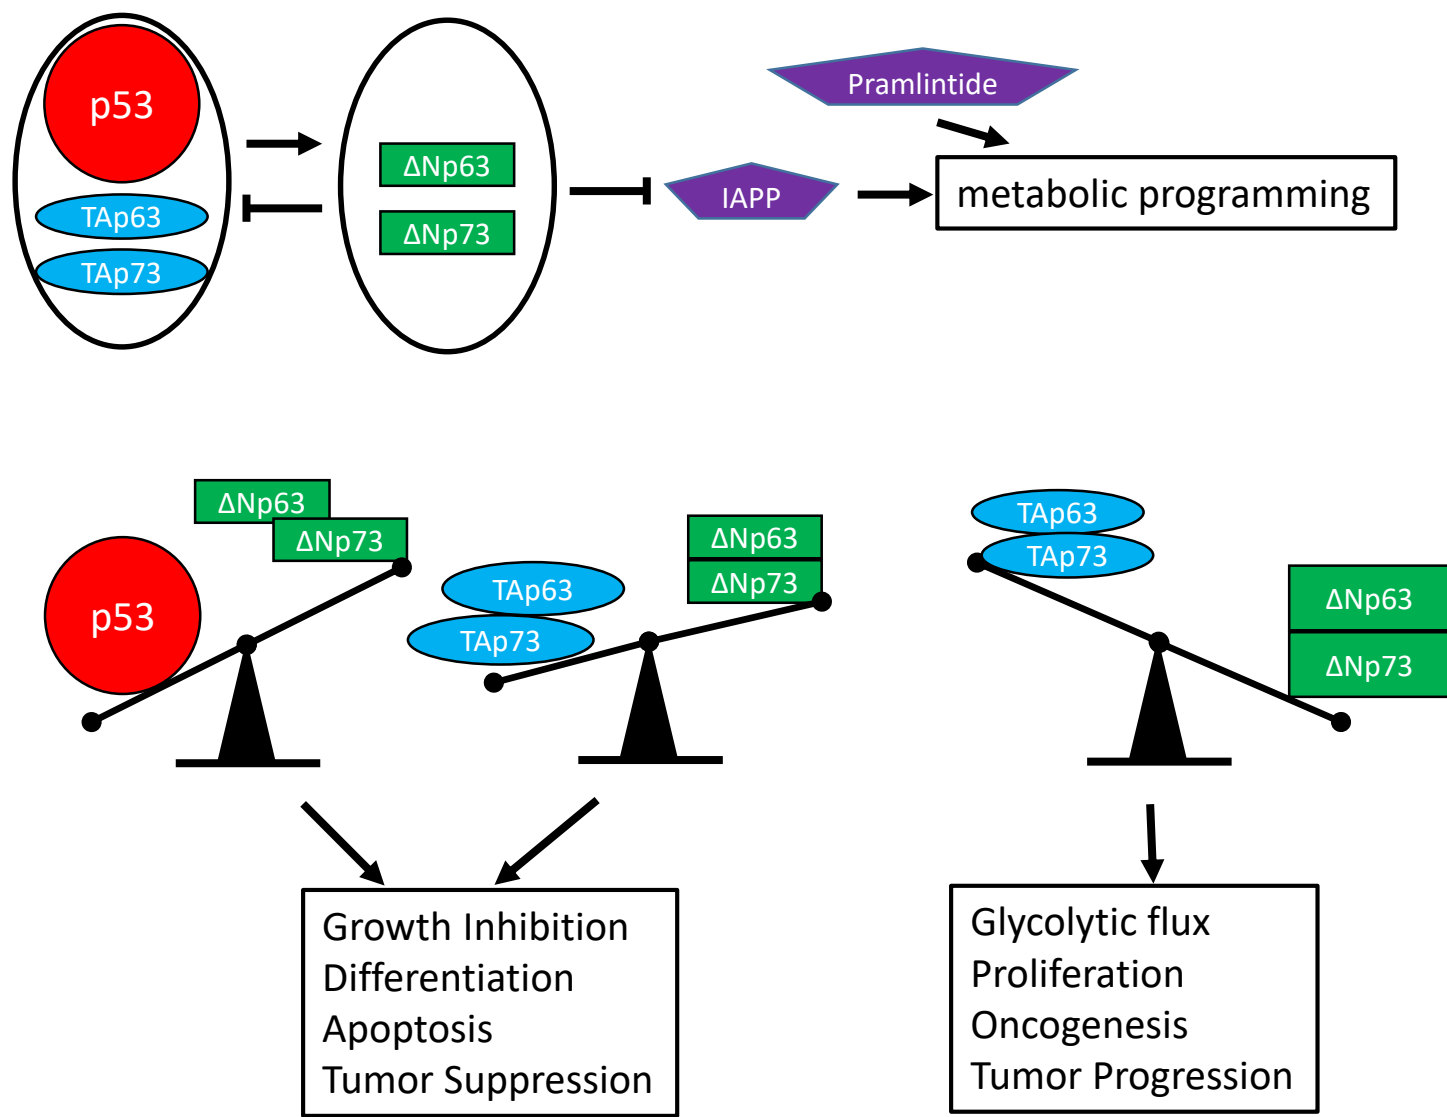 p53
TAp63
TAp73
ΔNp63
ΔNp73
Pramlintide
IAPP
metabolic programming
p53
ΔNp63
ΔNp73
TAp63
TAp73
ΔNp63
ΔNp73
TAp63
TAp73
ΔNp63
ΔNp73
Growth Inhibition
Differentiation
Apoptosis
Tumor Suppression
Glycolytic flux
Proliferation
Oncogenesis
Tumor Progression